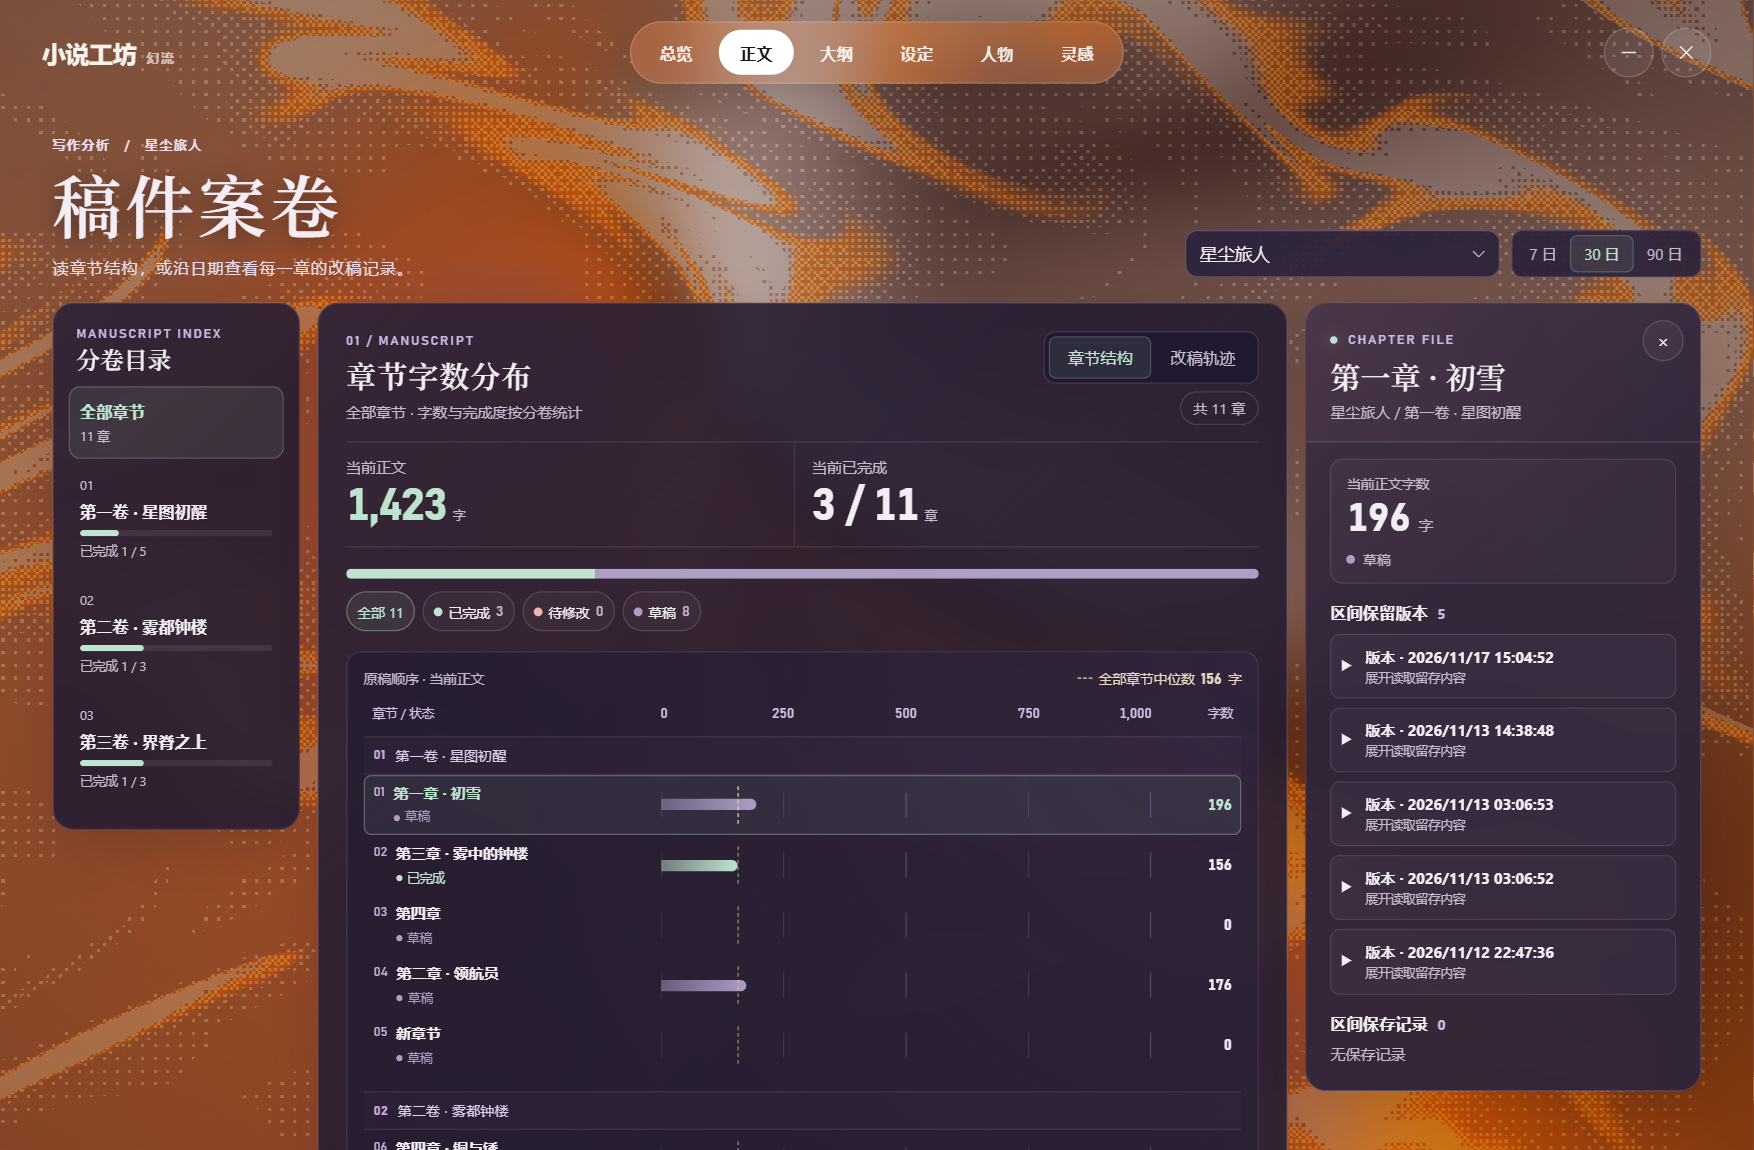 小说工坊 幻流
总览 正文 大纲 设定 人物 灵感
写作分析 / 星尘旅人
稿件案卷
读章节结构，或沿日期查看每一章的改稿记录。
星尘旅人
7 日 30 日 90 日
MANUSCRIPT INDEX
分卷目录
全部章节
11 章
01
第一卷 · 星图初醒
已完成 1 / 5
02
第二卷 · 雾都钟楼
已完成 1 / 3
03
第三卷 · 界脊之上
已完成 1 / 3
01 / MANUSCRIPT
章节字数分布
全部章节 · 字数与完成度按分卷统计
章节结构 改稿轨迹
共 11 章
当前正文
1,423 字
当前已完成
3 / 11 章
全部 11 已完成 3 待修改 0 草稿 8
原稿顺序 · 当前正文
全部章节中位数 156 字
章节 / 状态 0 250 500 750 1,000 字数
01 第一卷 · 星图初醒
01 第一章 · 初雪 196
草稿
02 第三章 · 雾中的钟楼 156
已完成
03 第四章 0
草稿
04 第二章 · 领航员 176
草稿
05 新章节 0
草稿
02 第二卷 · 雾都钟楼
06 第四章 · 铜与锈
CHAPTER FILE
×
第一章 · 初雪
星尘旅人 / 第一卷 · 星图初醒
当前正文字数
196 字
草稿
区间保留版本 5
版本 · 2026/11/17 15:04:52
展开读取留存内容
版本 · 2026/11/13 14:38:48
展开读取留存内容
版本 · 2026/11/13 03:06:53
展开读取留存内容
版本 · 2026/11/13 03:06:52
展开读取留存内容
版本 · 2026/11/12 22:47:36
展开读取留存内容
区间保存记录 0
无保存记录